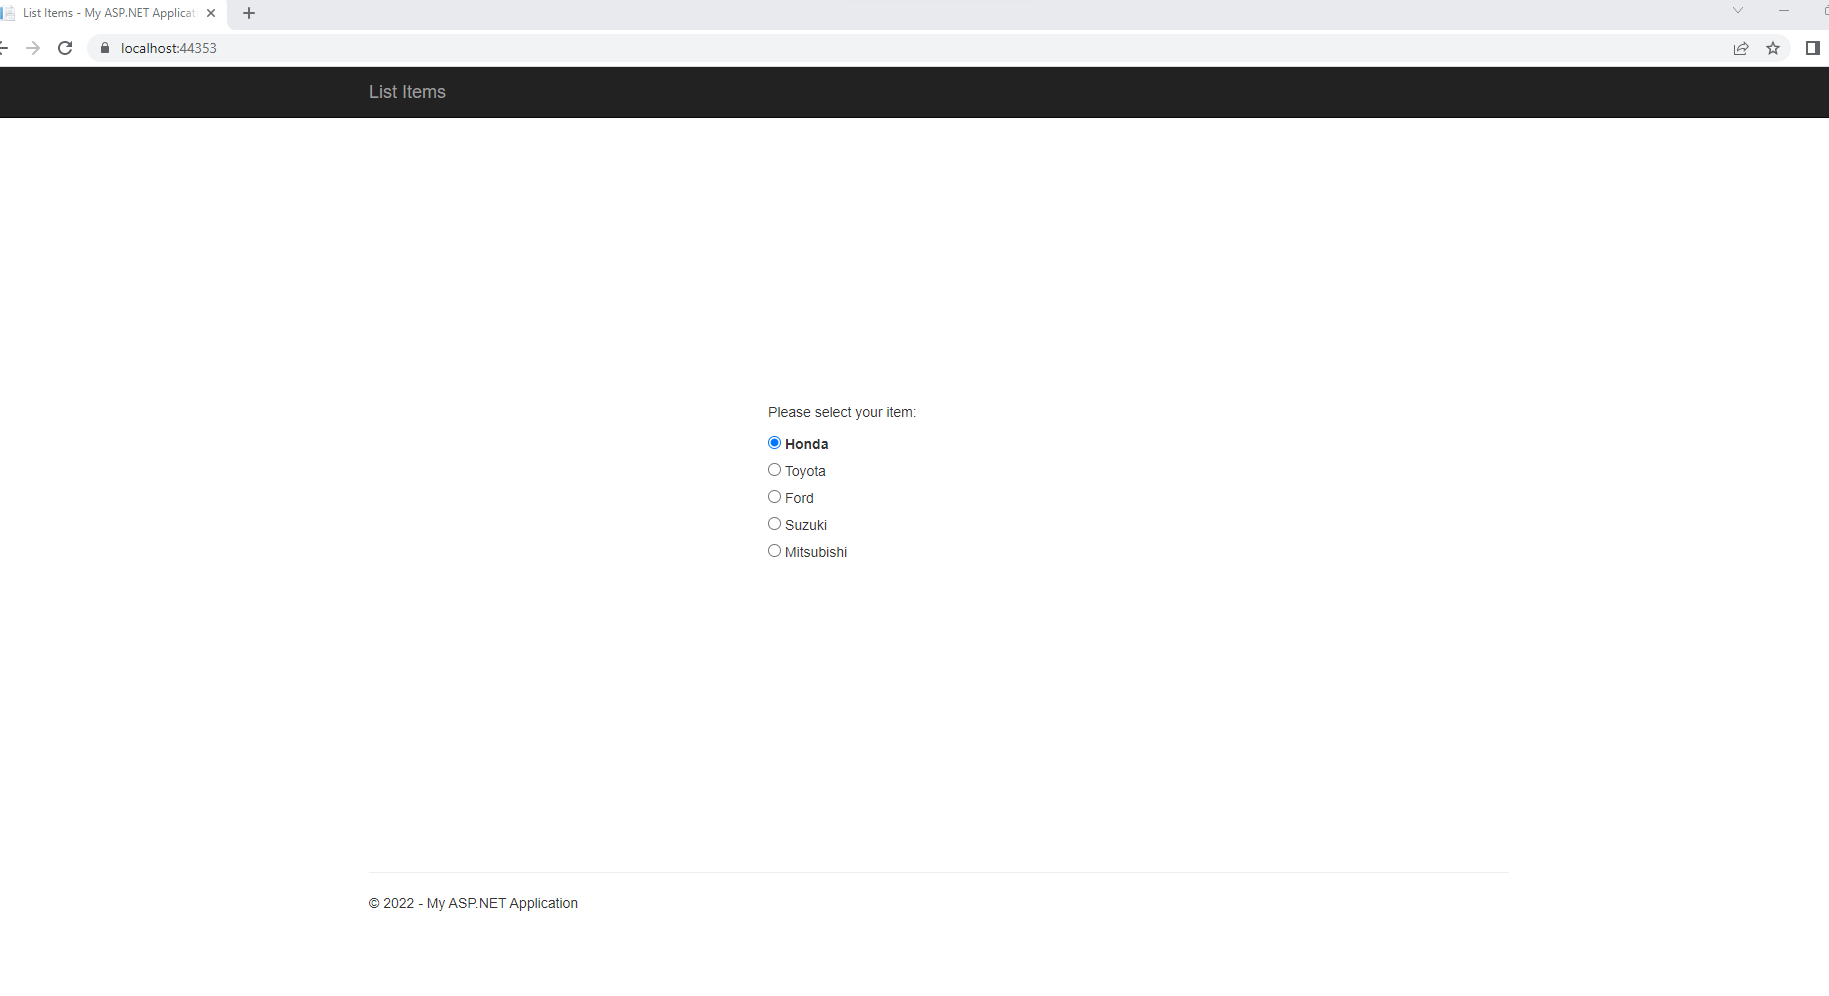 List Items - My ASP.NET Applicat
localhost:44353
List Items
Please select your item:
Honda
Toyota
Ford
Suzuki
Mitsubishi
© 2022 - My ASP.NET Application